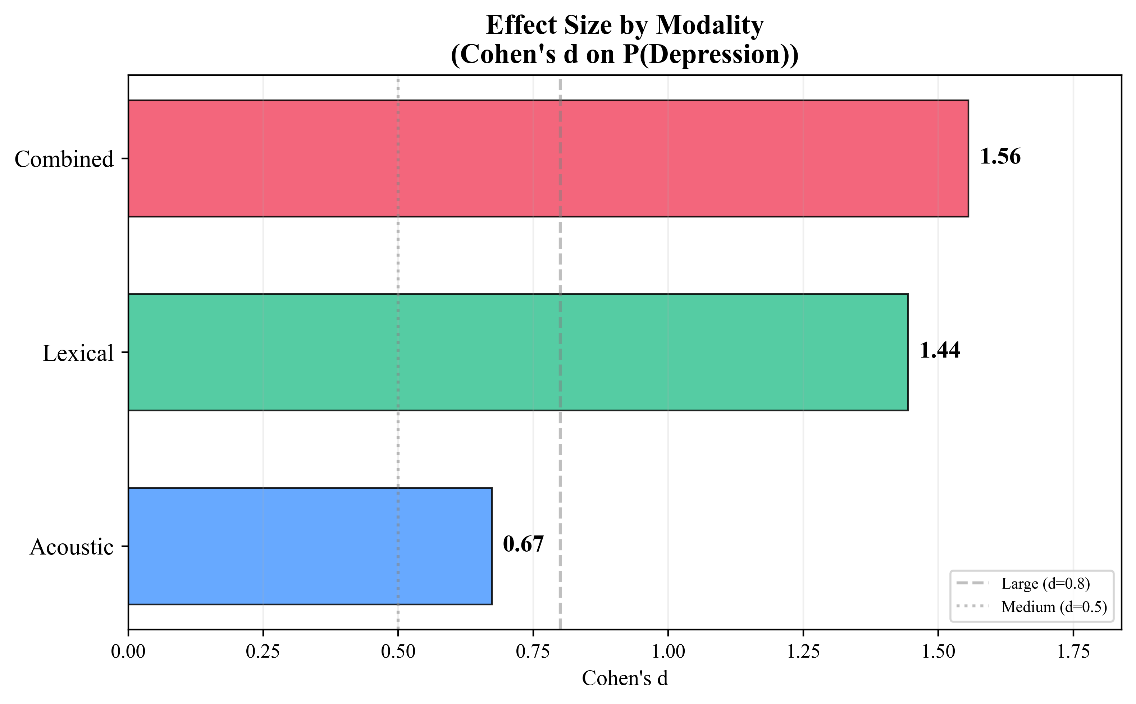 Effect Size by Modality
(Cohen's d on P(Depression))
Combined
1.56
Lexical
1.44
Acoustic
0.67
Large (d=0.8)
Medium (d=0.5)
0.00 0.25 0.50 0.75 1.00 1.25 1.50 1.75
Cohen's d